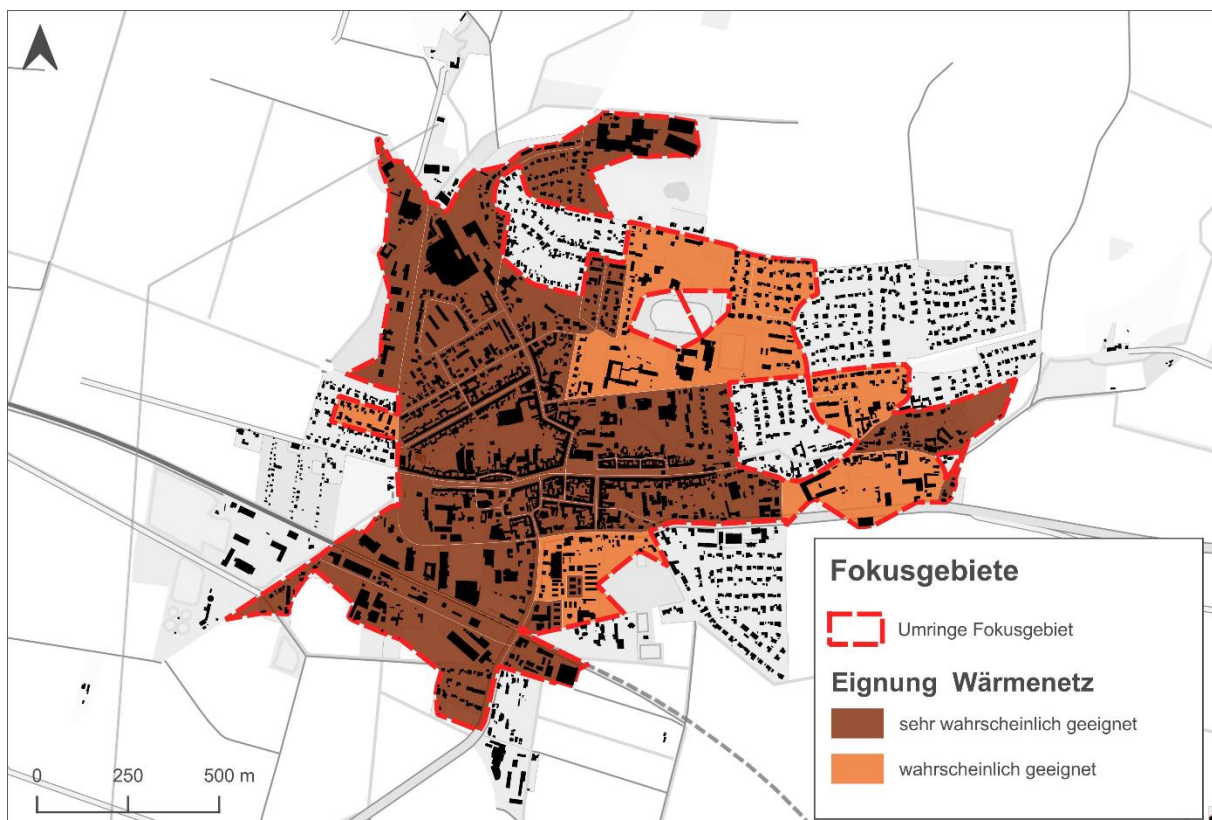 Fokusgebiete
Umringe Fokusgebiet
Eignung Wärmenetz
sehr wahrscheinlich geeignet
wahrscheinlich geeignet
0 250 500 m